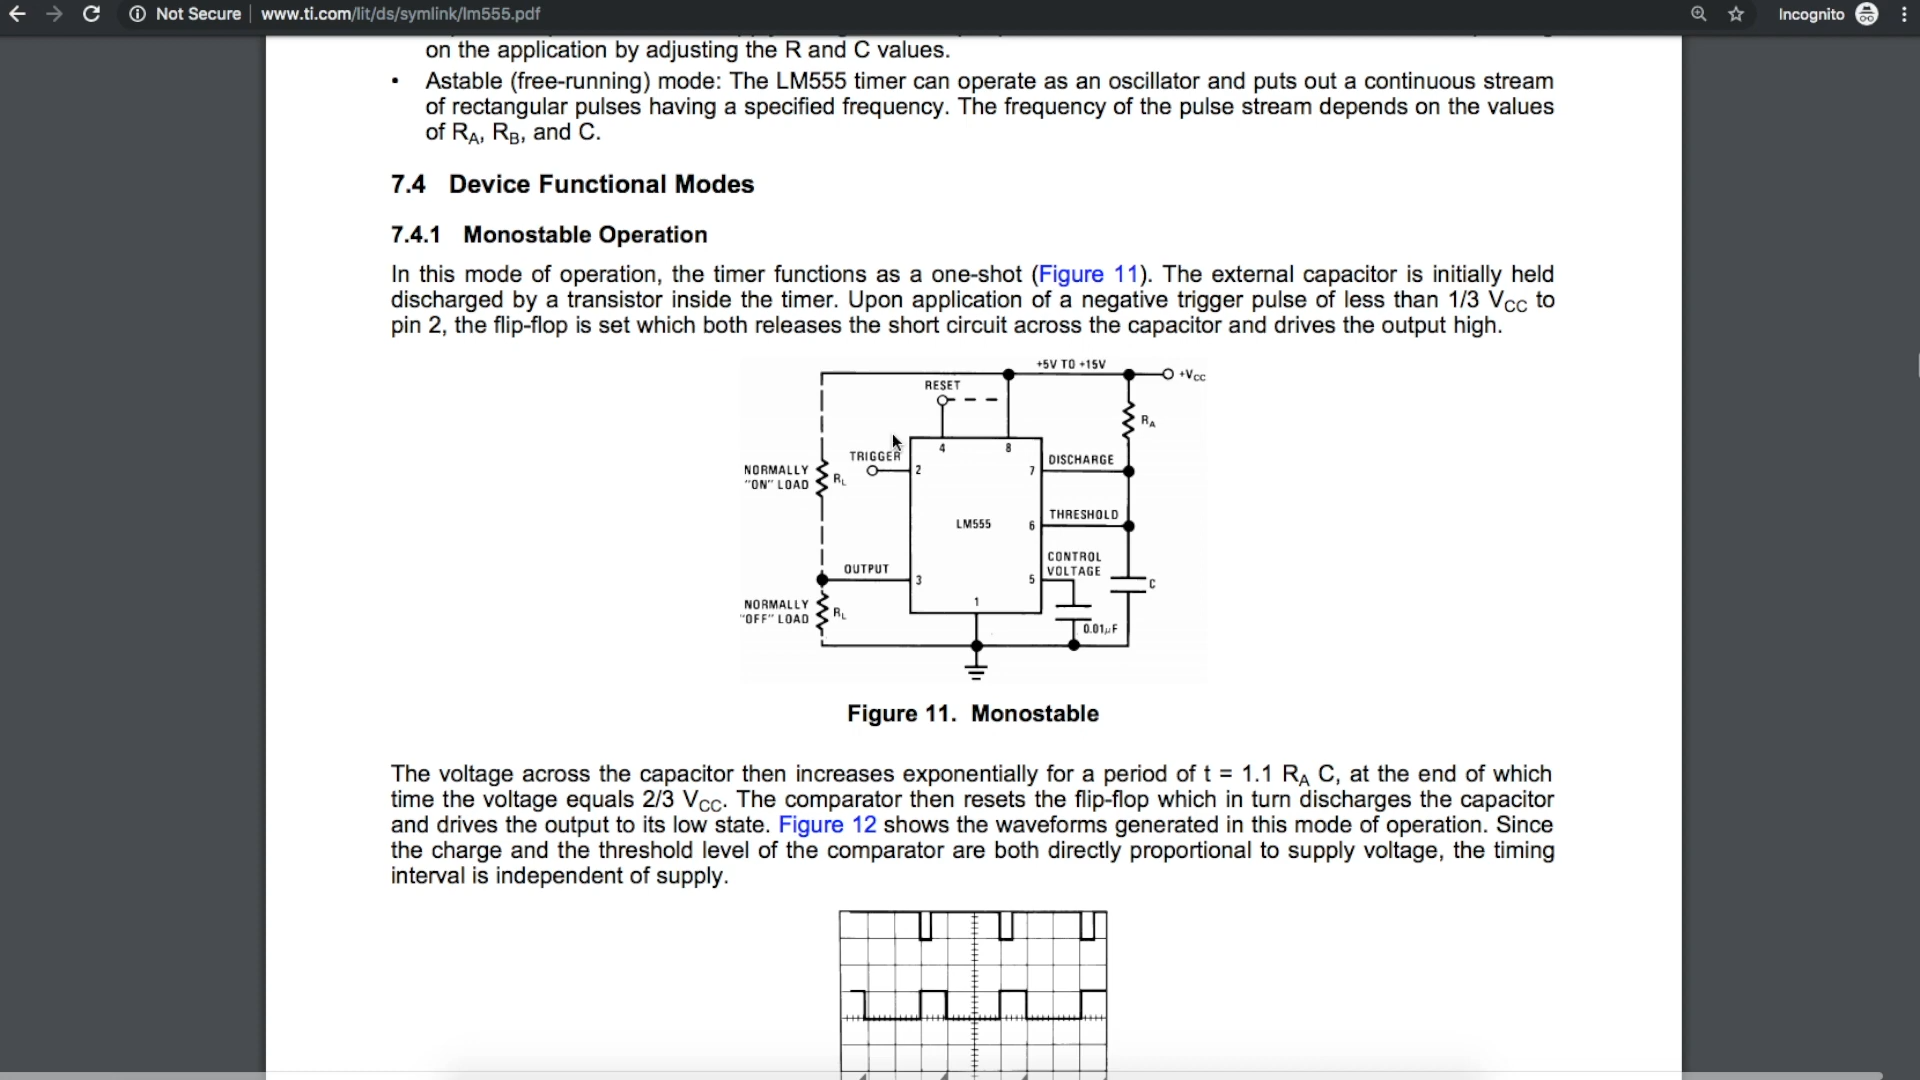 Not Secure www.ti.com/lit/ds/symlink/lm555.pdf Incognito
on the application by adjusting the R and C values.
• Astable (free-running) mode: The LM555 timer can operate as an oscillator and puts out a continuous stream
of rectangular pulses having a specified frequency. The frequency of the pulse stream depends on the values
of RA, RB, and C.
7.4 Device Functional Modes
7.4.1 Monostable Operation
In this mode of operation, the timer functions as a one-shot (Figure 11). The external capacitor is initially held
discharged by a transistor inside the timer. Upon application of a negative trigger pulse of less than 1/3 VCC to
pin 2, the flip-flop is set which both releases the short circuit across the capacitor and drives the output high.
+5V TO +15V
+VCC
RESET
RA
4 8
TRIGGER
DISCHARGE
NORMALLY
"ON" LOAD
RL
2 7
THRESHOLD
LM555 6
CONTROL
VOLTAGE
OUTPUT
3 5
C
NORMALLY
"OFF" LOAD
RL
1
0.01µF
Figure 11. Monostable
The voltage across the capacitor then increases exponentially for a period of t = 1.1 RA C, at the end of which
time the voltage equals 2/3 VCC. The comparator then resets the flip-flop which in turn discharges the capacitor
and drives the output to its low state. Figure 12 shows the waveforms generated in this mode of operation. Since
the charge and the threshold level of the comparator are both directly proportional to supply voltage, the timing
interval is independent of supply.